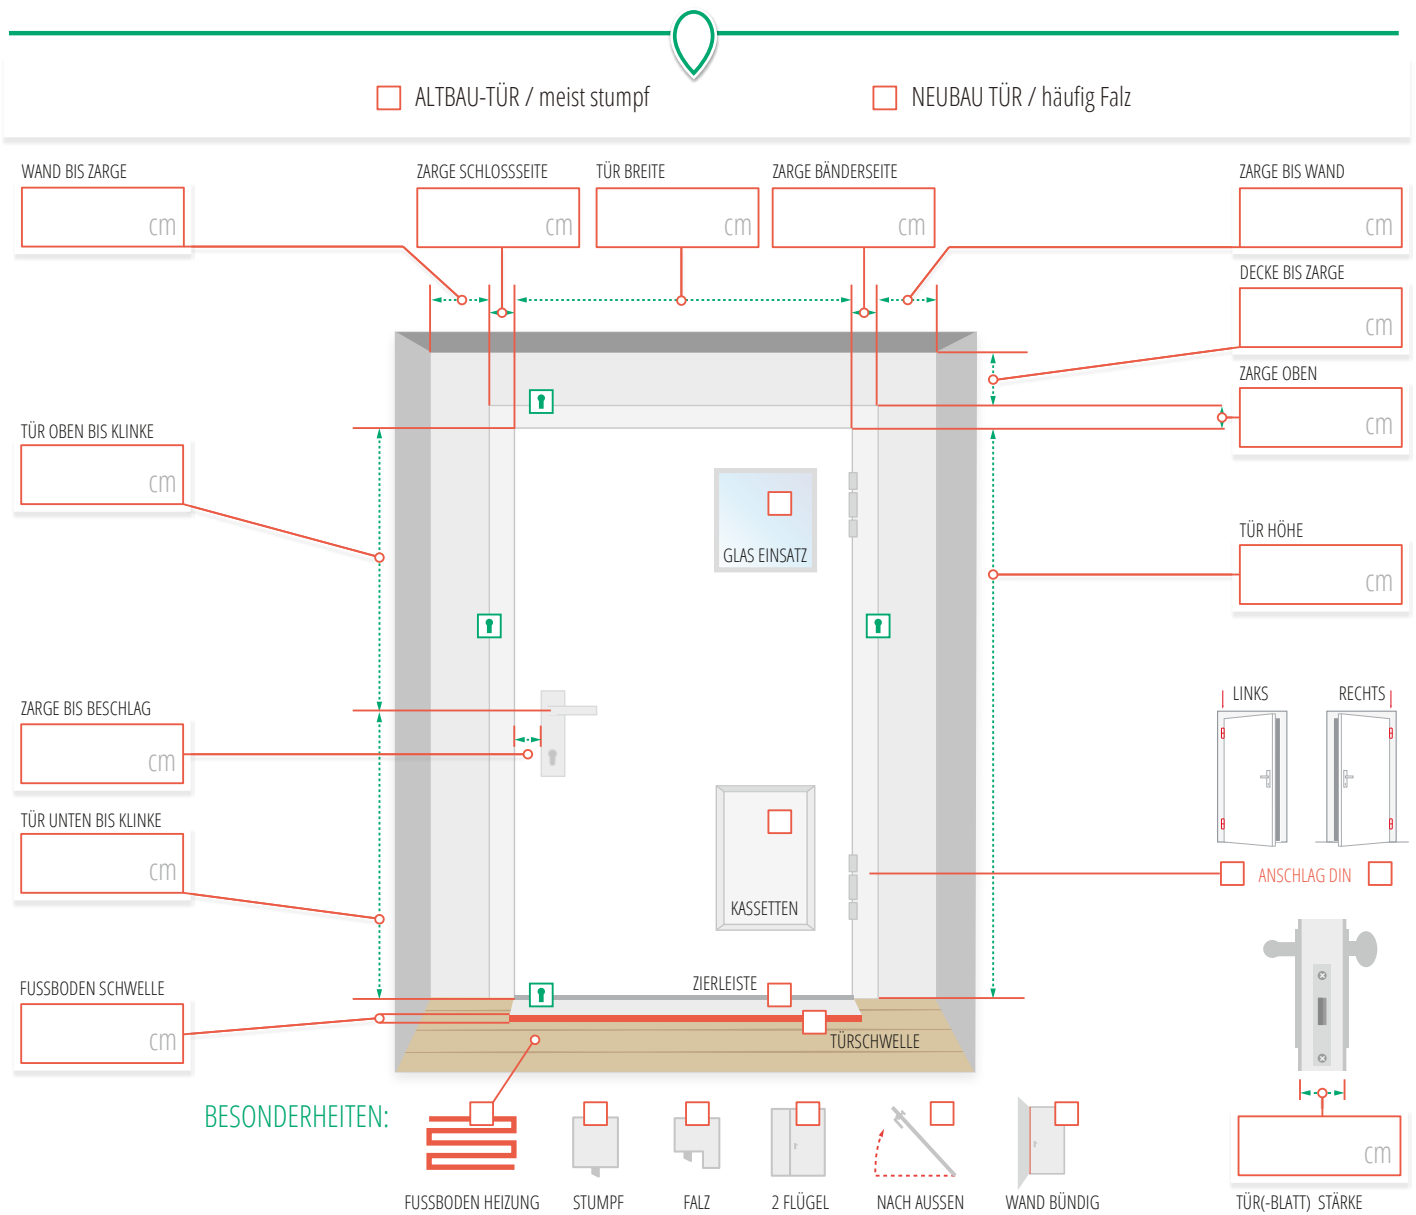 ALTBAU-TÜR / meist stumpf
NEUBAU TÜR / häufig Falz
WAND BIS ZARGE
cm
ZARGE SCHLOSSSEITE
cm
TÜR BREITE
cm
ZARGE BÄNDERSEITE
cm
ZARGE BIS WAND
cm
DECKE BIS ZARGE
cm
ZARGE OBEN
cm
TÜR OBEN BIS KLINKE
cm
GLAS EINSATZ
TÜR HÖHE
cm
ZARGE BIS BESCHLAG
cm
LINKS
RECHTS
TÜR UNTEN BIS KLINKE
cm
KASSETTEN
ANSCHLAG DIN
FUSSBODEN SCHWELLE
cm
ZIERLEISTE
TÜRSCHWELLE
BESONDERHEITEN:
FUSSBODEN HEIZUNG
STUMPF
FALZ
2 FLÜGEL
NACH AUSSEN
WAND BÜNDIG
cm
TÜR(-BLATT) STÄRKE